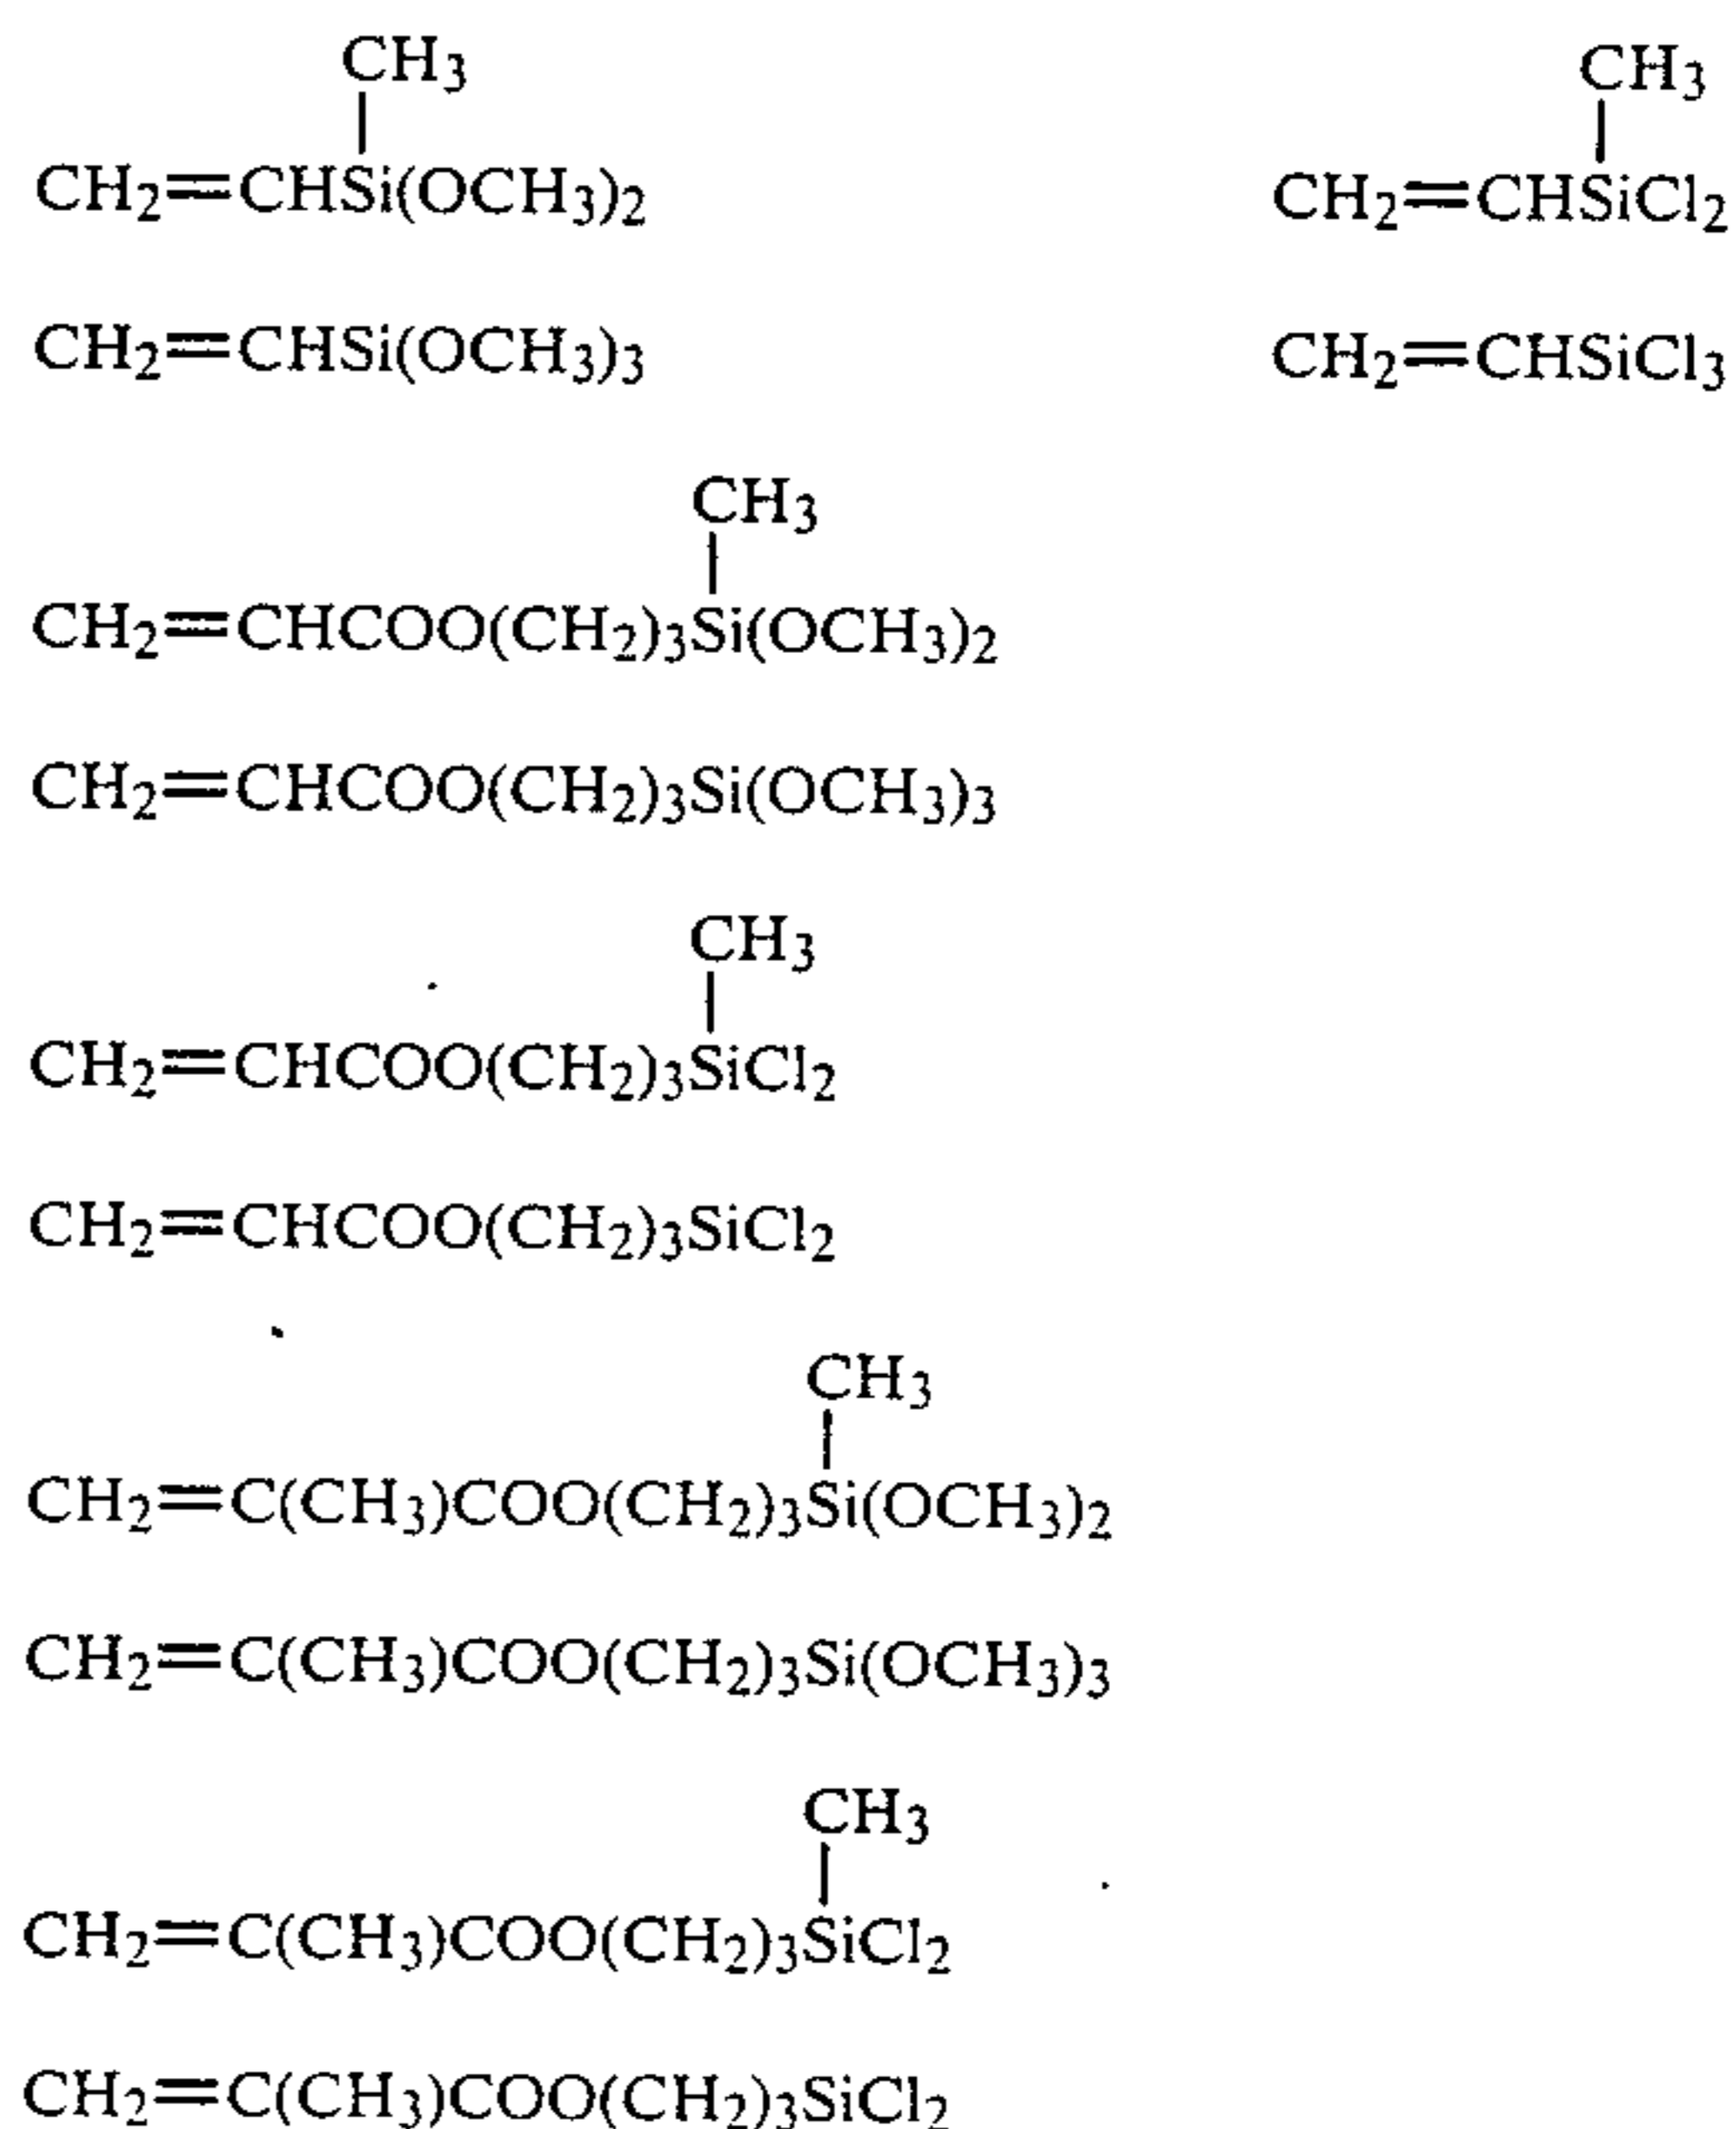 CH3 CH3
CH2=CHSi(OCH3)2 CH2=CHSiCl2
CH2=CHSi(OCH3)3 CH2=CHSiCl3
CH3
CH2=CHCOO(CH2)3Si(OCH3)2
CH2=CHCOO(CH2)3Si(OCH3)3
CH3
CH2=CHCOO(CH2)3SiCl2
CH2=CHCOO(CH2)3SiCl2
CH3
CH2=C(CH3)COO(CH2)3Si(OCH3)2
CH2=C(CH3)COO(CH2)3Si(OCH3)3
CH3
CH2=C(CH3)COO(CH2)3SiCl2
CH2=C(CH3)COO(CH2)3SiCl2